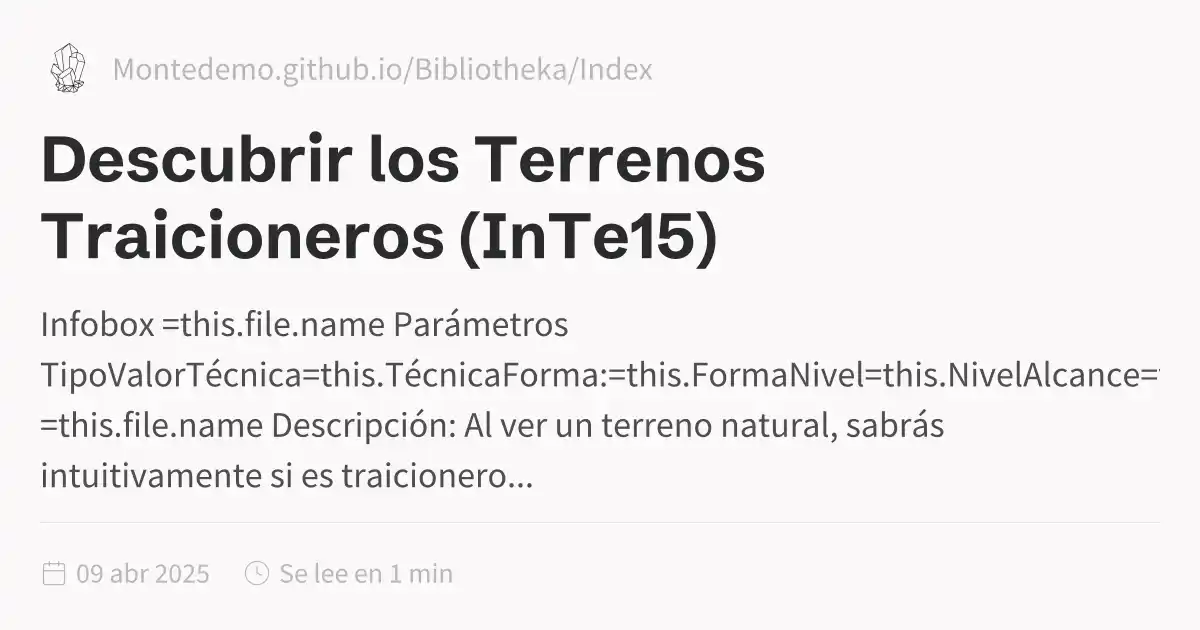 Montedemo.github.io/Bibliotheka/Index
Descubrir los Terrenos
Traicioneros (InTe15)
Infobox =this.file.name Parámetros
TipoValorTécnica=this.TécnicaForma:=this.FormaNivel=this.NivelAlcance=
=this.file.name Descripción: Al ver un terreno natural, sabrás
intuitivamente si es traicionero...
09 abr 2025
Se lee en 1 min